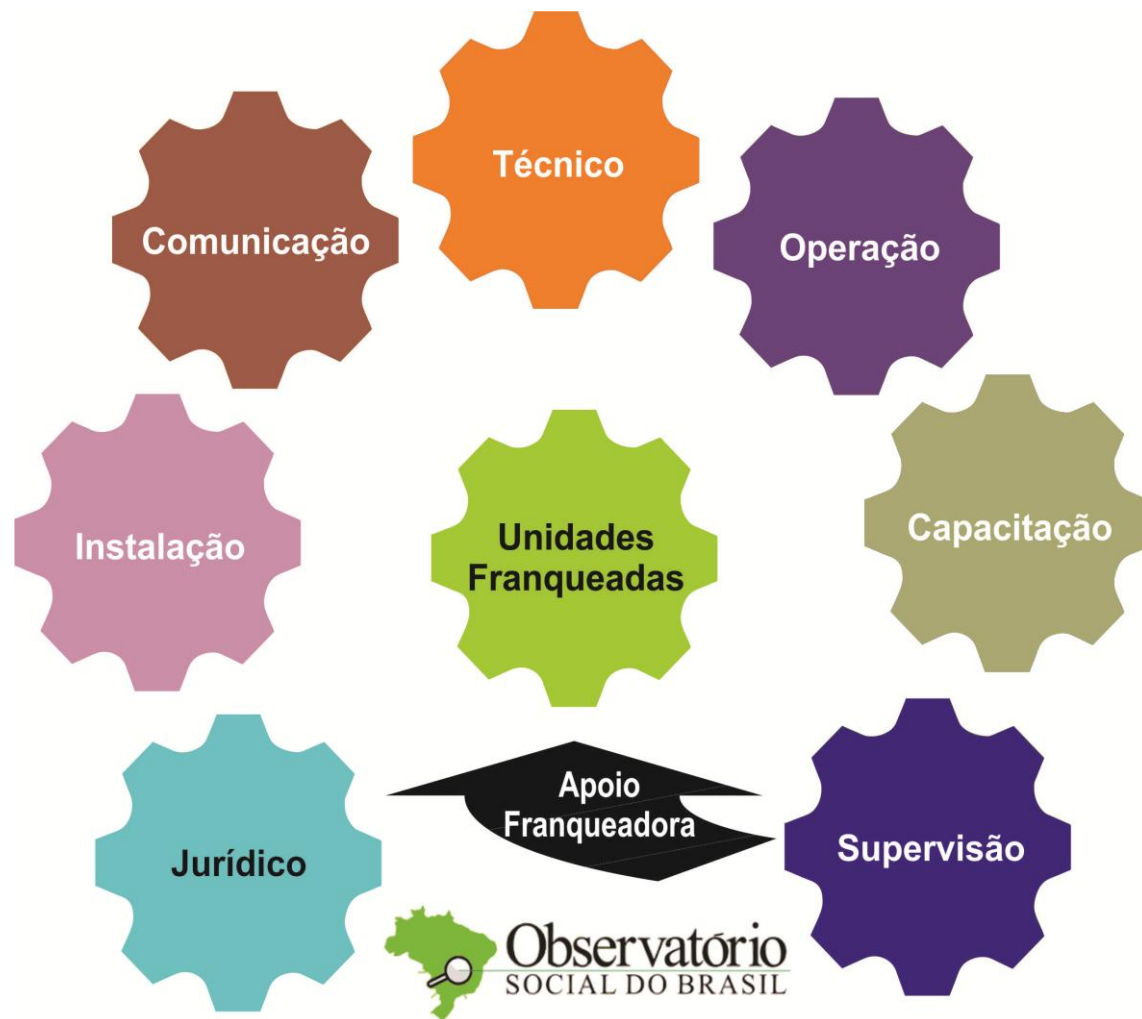 Técnico
Comunicação
Operação
Capacitação
Instalação
Unidades
Franqueadas
Apoio
Franqueadora
Jurídico
Supervisão
Observatório
SOCIAL DO BRASIL